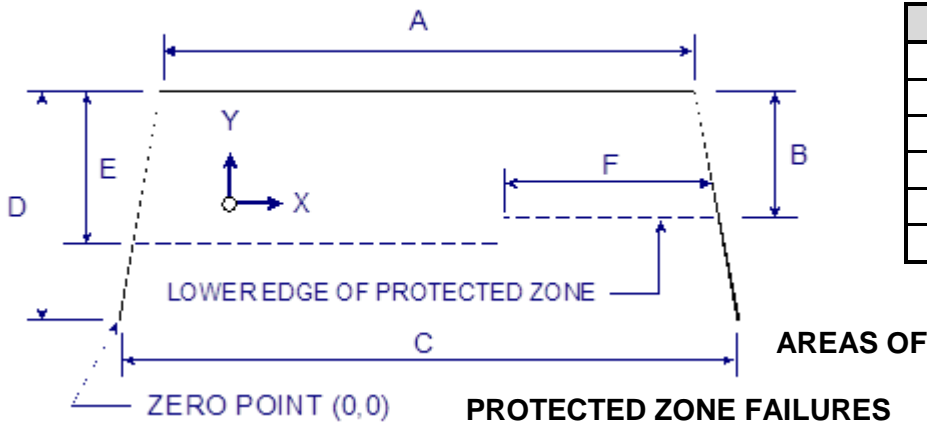 A
Y
E
F
B
D
X
LOWER EDGE OF PROTECTED ZONE
C
AREAS OF
ZERO POINT (0,0)
PROTECTED ZONE FAILURES